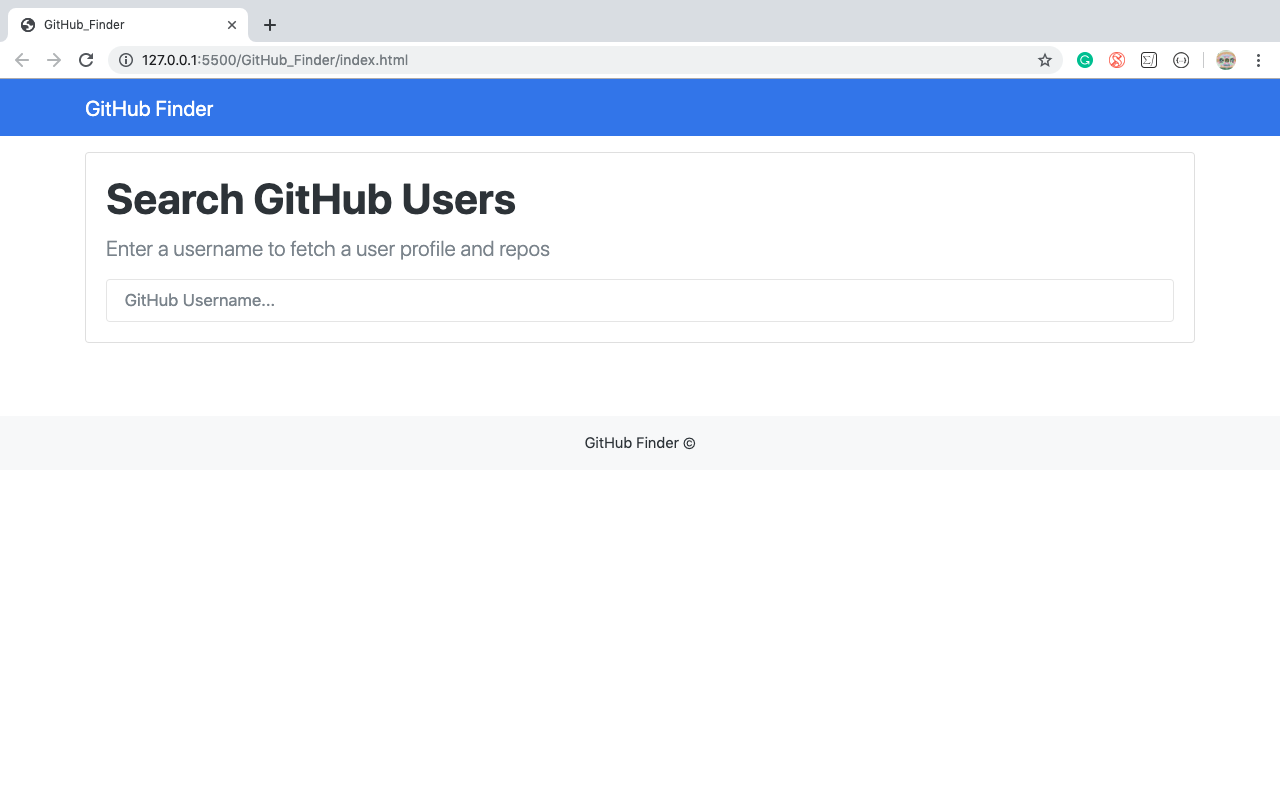 GitHub_Finder
127.0.0.1:5500/GitHub_Finder/index.html
GitHub Finder
Search GitHub Users
Enter a username to fetch a user profile and repos
GitHub Username...
GitHub Finder ©